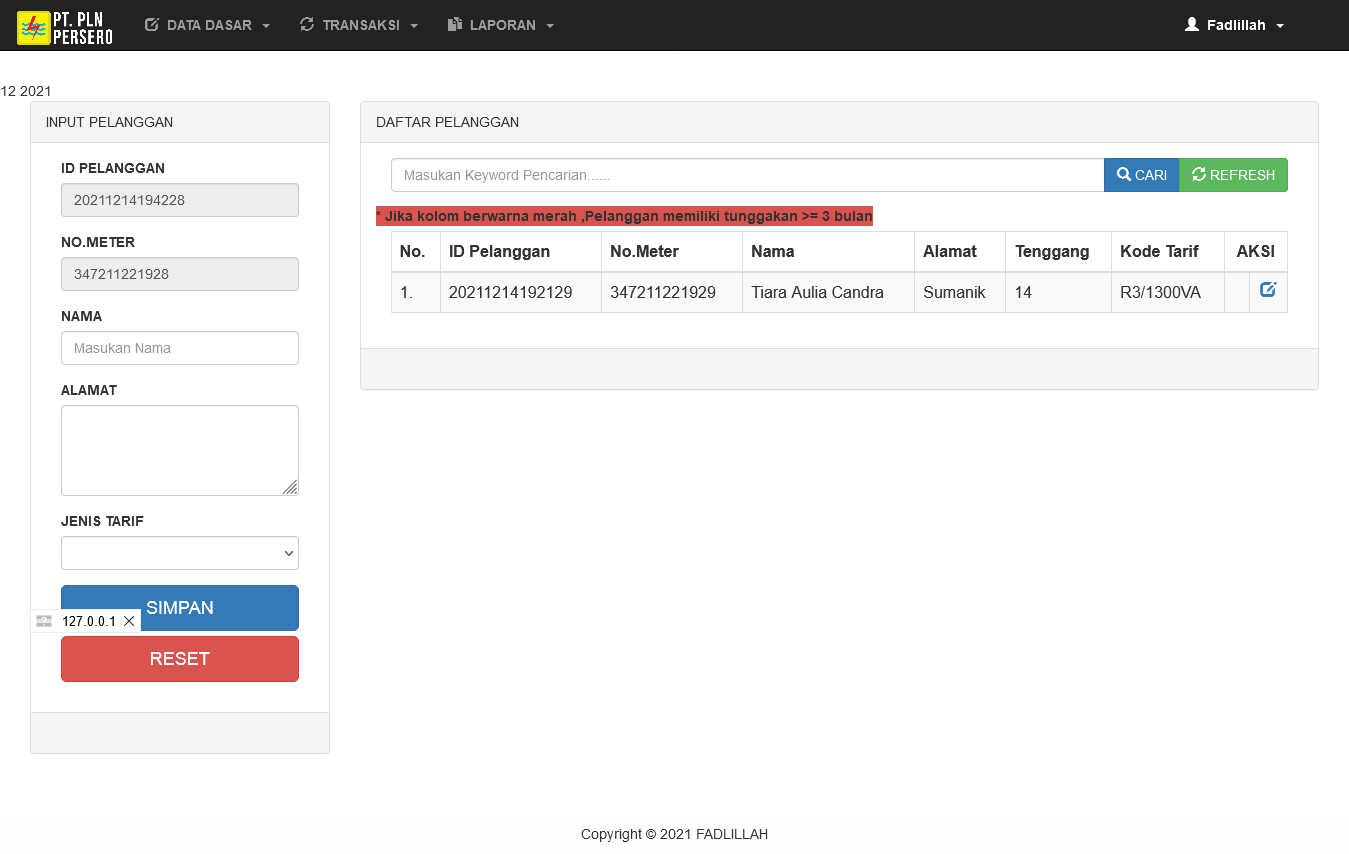 PT. PLN
PERSERO
DATA DASAR
TRANSAKSI
LAPORAN
Fadlillah
12 2021
INPUT PELANGGAN
ID PELANGGAN
20211214194228
NO.METER
347211221928
NAMA
Masukan Nama
ALAMAT
JENIS TARIF
SIMPAN
127.0.0.1
RESET
DAFTAR PELANGGAN
Masukan Keyword Pencarian......
CARI
REFRESH
* Jika kolom berwarna merah ,Pelanggan memiliki tunggakan >= 3 bulan
No. ID Pelanggan No.Meter Nama Alamat Tenggang Kode Tarif AKSI
1. 20211214192129 347211221929 Tiara Aulia Candra Sumanik 14 R3/1300VA
Copyright © 2021 FADLILLAH